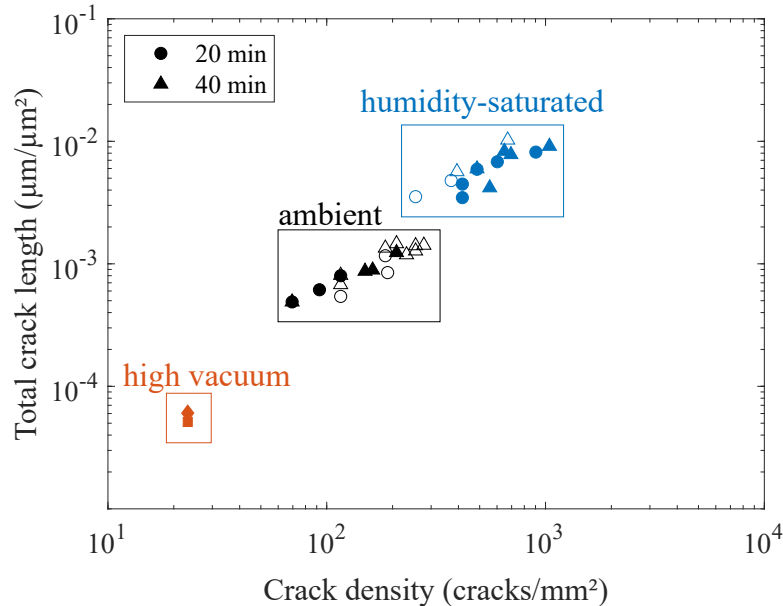 10⁻¹
20 min
40 min
humidity-saturated
10⁻²
ambient
10⁻³
high vacuum
10⁻⁴
Total crack length (μm/μm²)
10¹ 10² 10³ 10⁴
Crack density (cracks/mm²)